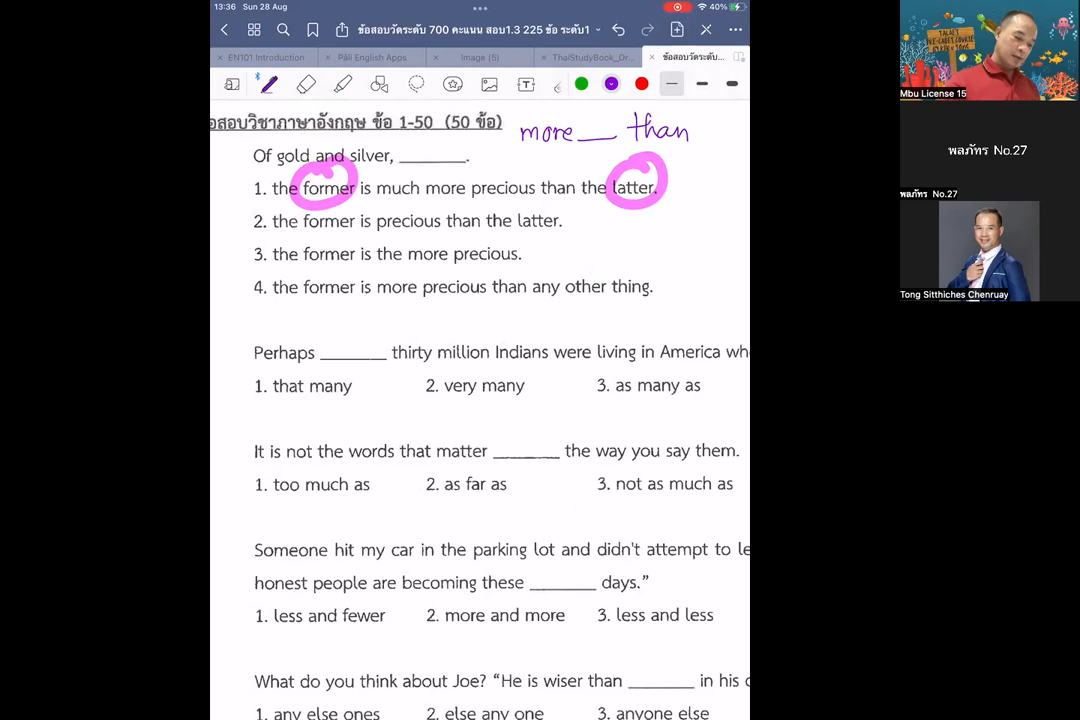 13:36 Sun 28 Aug
40%
ข้อสอบวัดระดับ 700 คะแนน สอบ1.3 225 ข้อ ระดับ1
EN101 Introduction
Pāli English Apps
Image (5)
ThaiStudyBook_Or...
ข้อสอบวัดระดับ...
อสอบวิชาภาษาอังกฤษ ข้อ 1-50 (50 ข้อ)
more ___ than
Of gold and silver, _______.
1. the former is much more precious than the latter.
2. the former is precious than the latter.
3. the former is the more precious.
4. the former is more precious than any other thing.
Perhaps _______ thirty million Indians were living in America wh
1. that many 2. very many 3. as many as
It is not the words that matter _______ the way you say them.
1. too much as 2. as far as 3. not as much as
Someone hit my car in the parking lot and didn't attempt to le
honest people are becoming these _______ days.”
1. less and fewer 2. more and more 3. less and less
What do you think about Joe? “He is wiser than _______ in his
1. any else ones 2. else any one 3. anyone else
Mbu License 15
พลภัทร No.27
พลภัทร No.27
Tong Sitthiches Chenruay